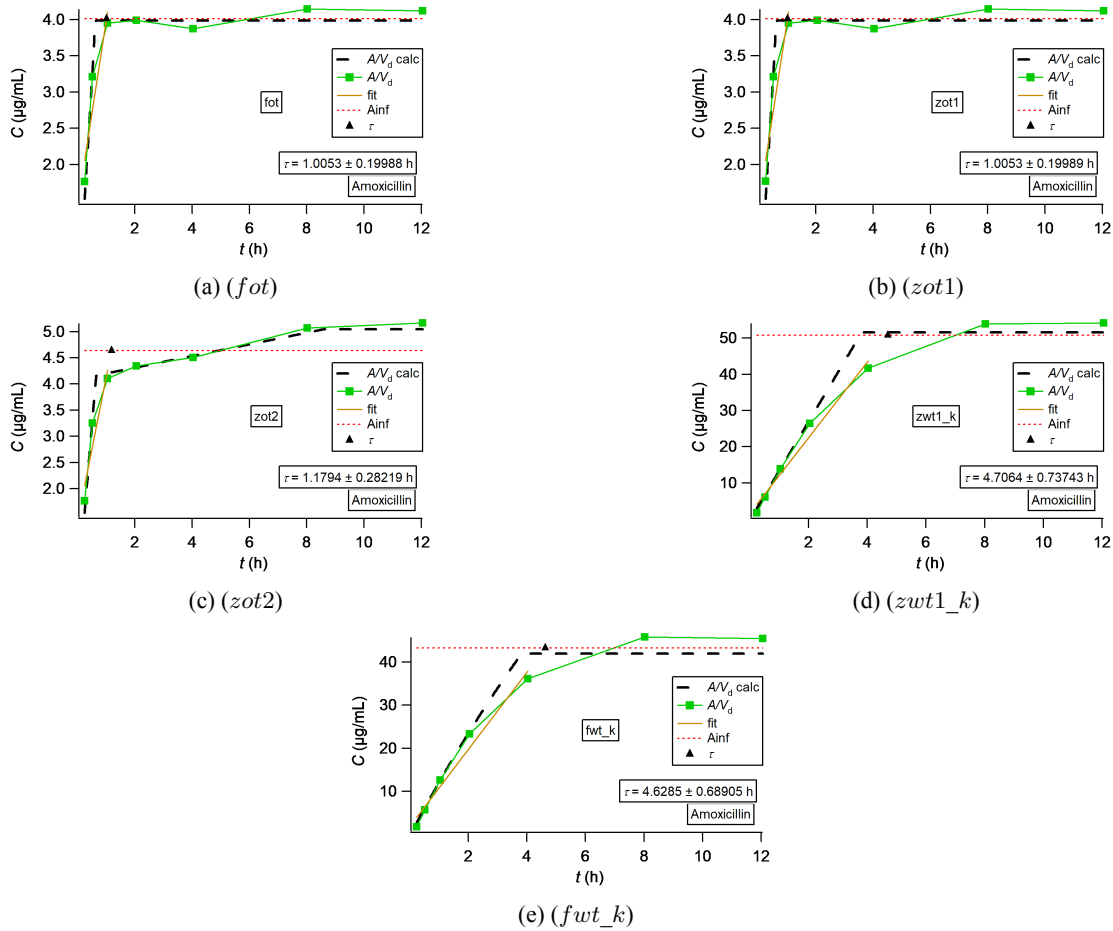 4.0
3.5
3.0
2.5
2.0
C (µg/mL)
A/Vd calc
A/Vd
fit
Ainf
τ
fot
τ = 1.0053 ± 0.19988 h
Amoxicillin
2 4 6 8 10 12
t (h)
(a) (fot)
4.0
3.5
3.0
2.5
2.0
C (µg/mL)
A/Vd calc
A/Vd
fit
Ainf
τ
zot1
τ = 1.0053 ± 0.19989 h
Amoxicillin
2 4 6 8 10 12
t (h)
(b) (zot1)
5.0
4.5
4.0
3.5
3.0
2.5
2.0
C (µg/mL)
A/Vd calc
A/Vd
fit
Ainf
τ
zot2
τ = 1.1794 ± 0.28219 h
Amoxicillin
2 4 6 8 10 12
t (h)
(c) (zot2)
50
40
30
20
10
C (µg/mL)
A/Vd calc
A/Vd
fit
Ainf
τ
zwt1_k
τ = 4.7064 ± 0.73743 h
Amoxicillin
2 4 6 8 10 12
t (h)
(d) (zwt1_k)
40
30
20
10
C (µg/mL)
A/Vd calc
A/Vd
fit
Ainf
τ
fwt_k
τ = 4.6285 ± 0.68905 h
Amoxicillin
2 4 6 8 10 12
t (h)
(e) (fwt_k)